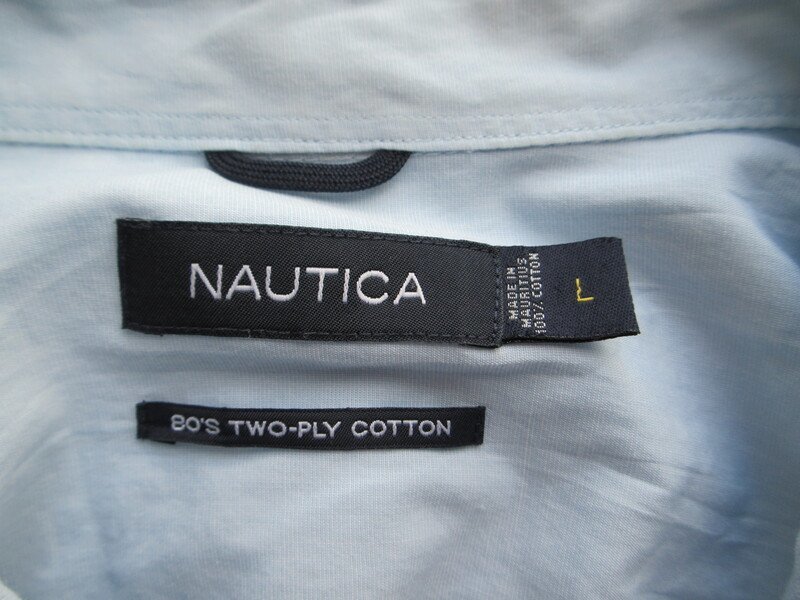 NAUTICA
MADE IN
MAURITIUS
100% COTTON
L
80'S TWO-PLY COTTON